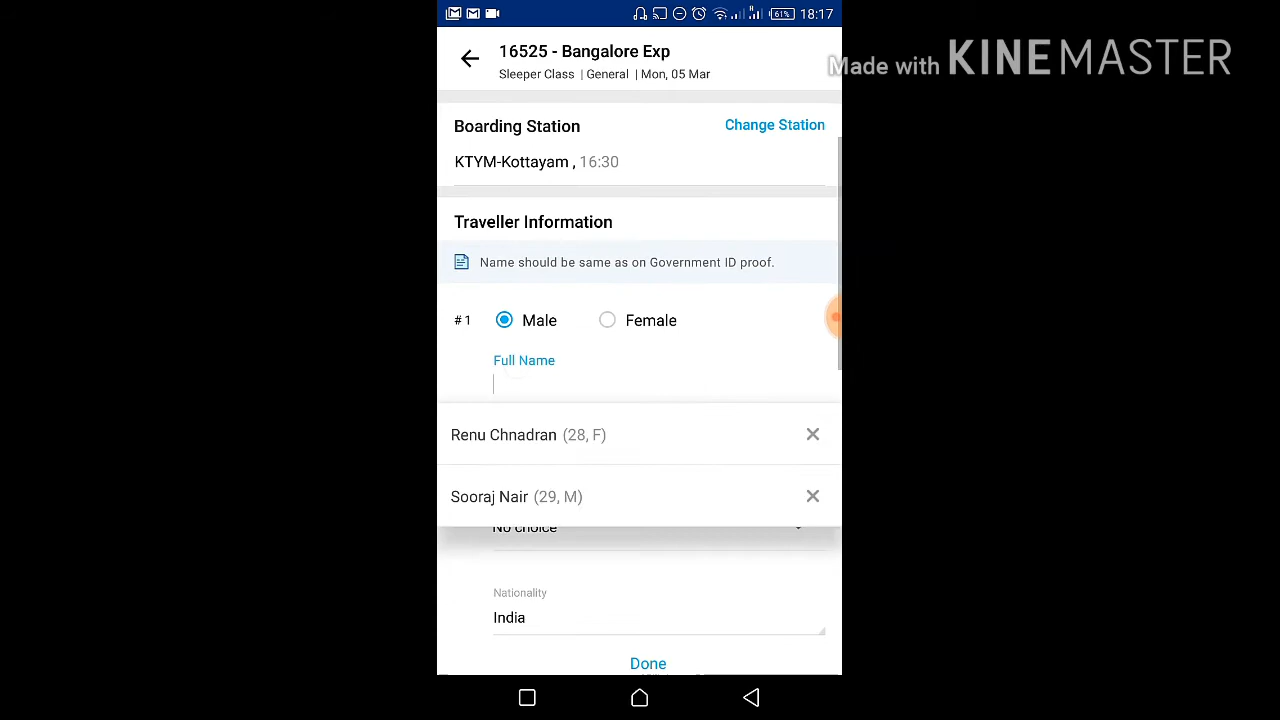 61% 18:17
16525 - Bangalore Exp
Sleeper Class | General | Mon, 05 Mar
Made with KINEMASTER
Boarding Station
Change Station
KTYM-Kottayam , 16:30
Traveller Information
Name should be same as on Government ID proof.
#1 Male Female
Full Name
Renu Chnadran (28, F)
Sooraj Nair (29, M)
No choice
Nationality
India
Done